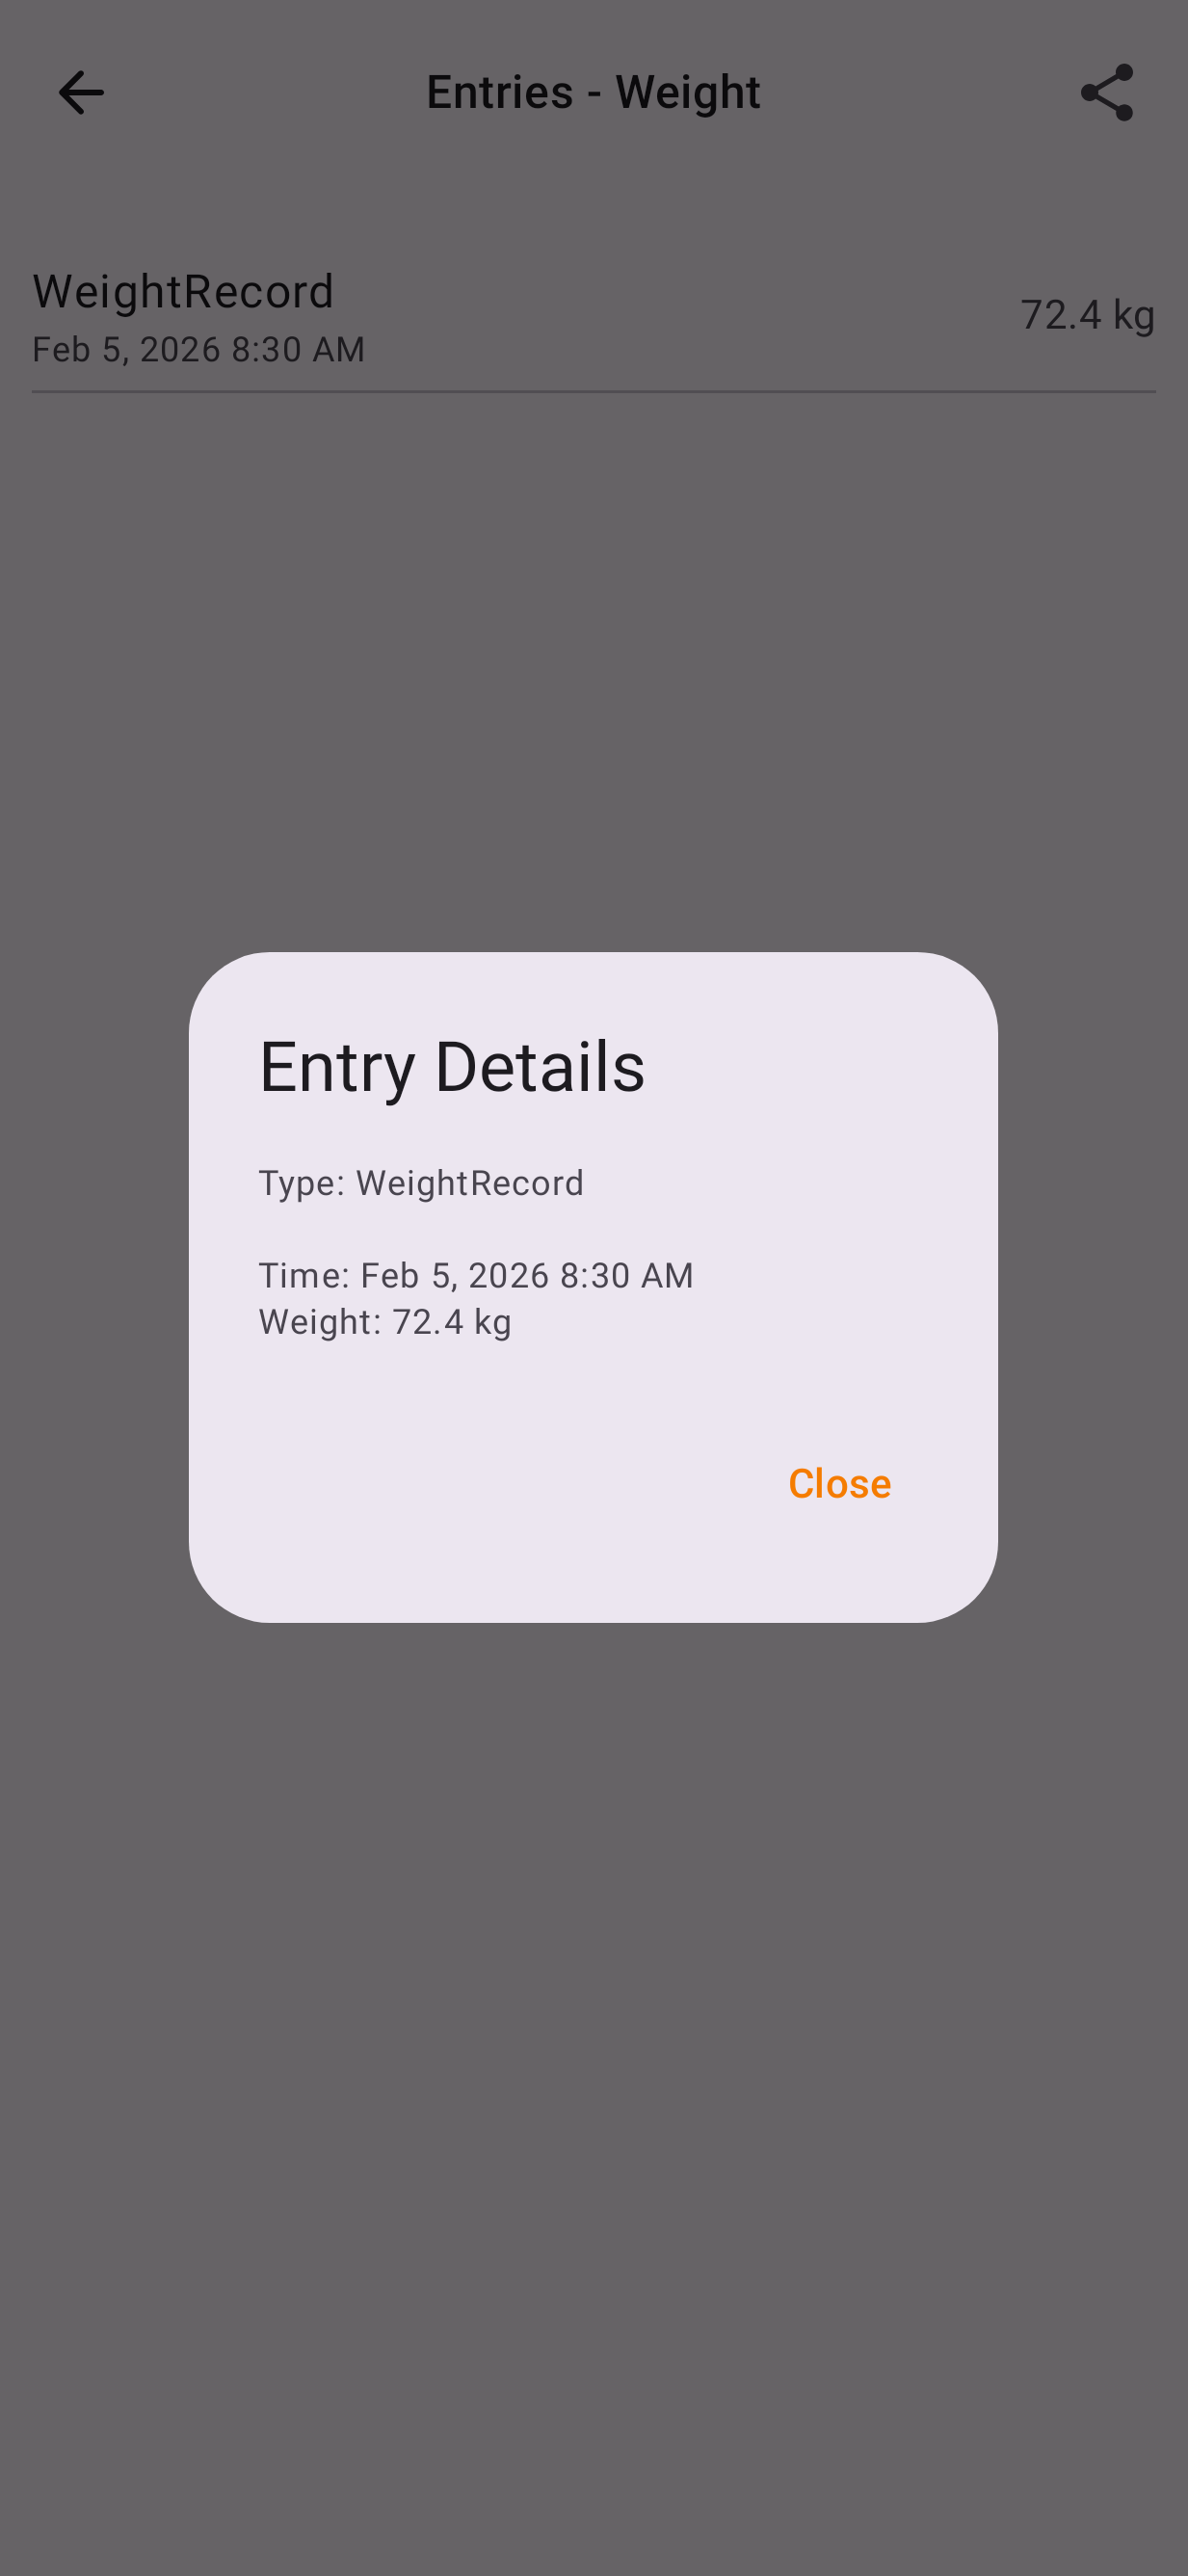 Entries - Weight
WeightRecord
Feb 5, 2026 8:30 AM
72.4 kg
Entry Details
Type: WeightRecord
Time: Feb 5, 2026 8:30 AM
Weight: 72.4 kg
Close